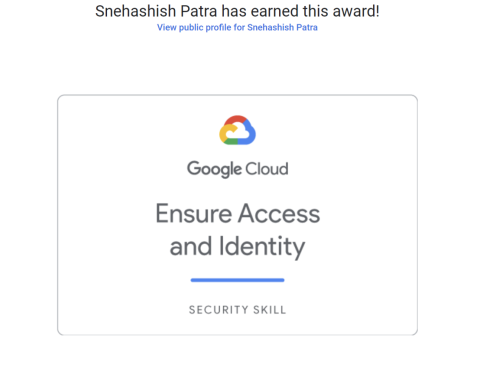 Snehashish Patra has earned this award!
View public profile for Snehashish Patra
Google Cloud
Ensure Access
and Identity
SECURITY SKILL